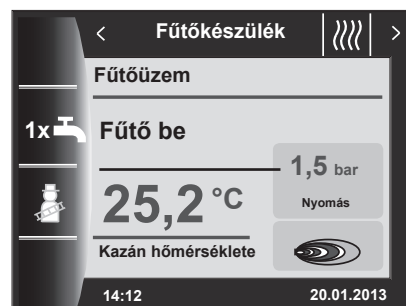 < Fűtőkészülék >
Fűtőüzem
1x
Fűtő be
1,5 bar
Nyomás
25,2 °C
Kazán hőmérséklete
14:12 20.01.2013